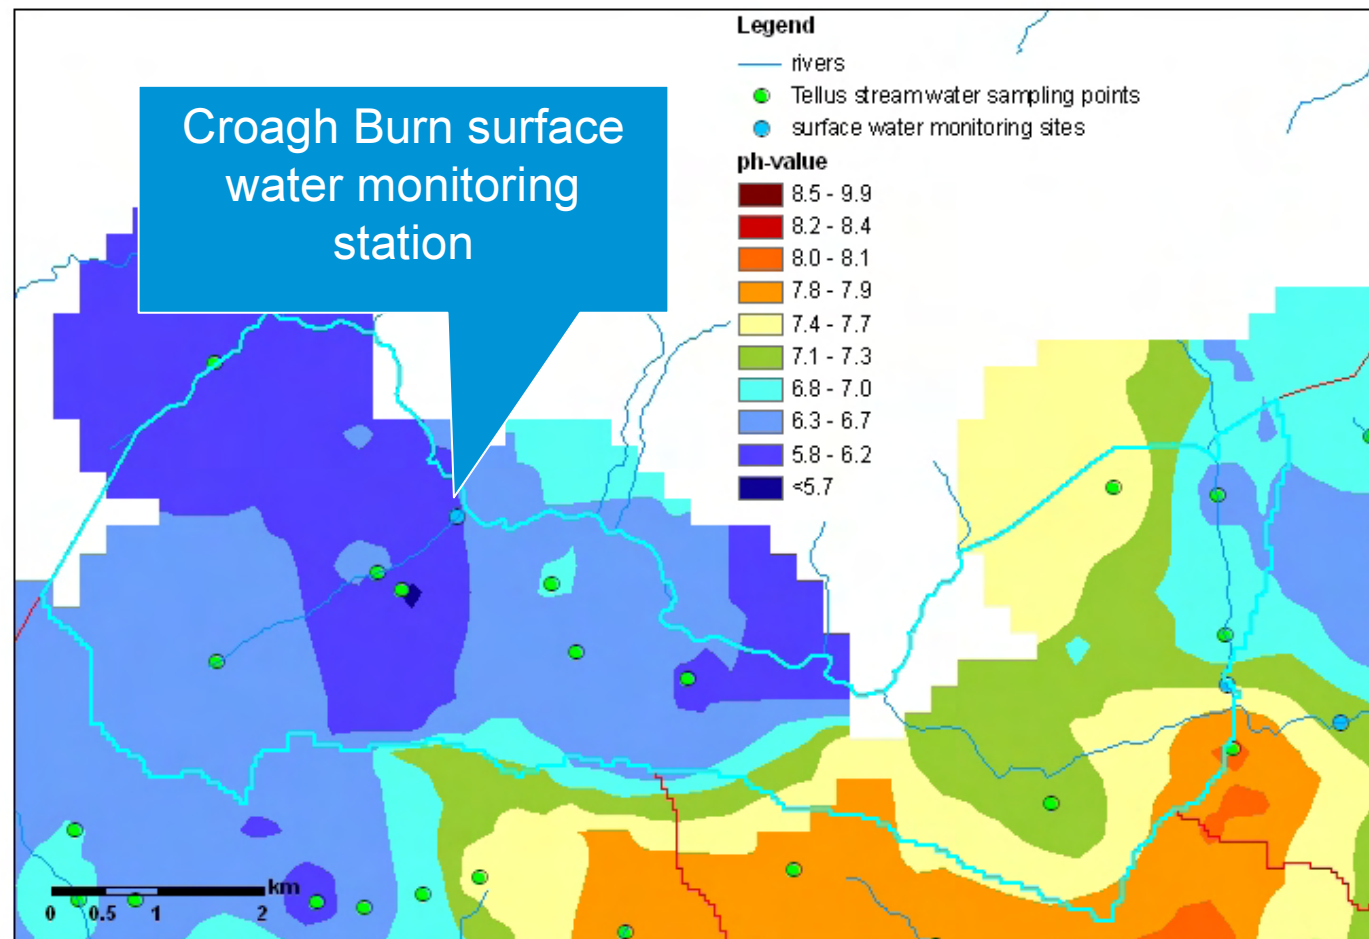 Legend
rivers
Tellus streamwater sampling points
surface water monitoring sites
ph-value
8.5 - 9.9
8.2 - 8.4
8.0 - 8.1
7.8 - 7.9
7.4 - 7.7
7.1 - 7.3
6.8 - 7.0
6.3 - 6.7
5.8 - 6.2
<5.7
Croagh Burn surface
water monitoring
station
km
0 0.5 1 2